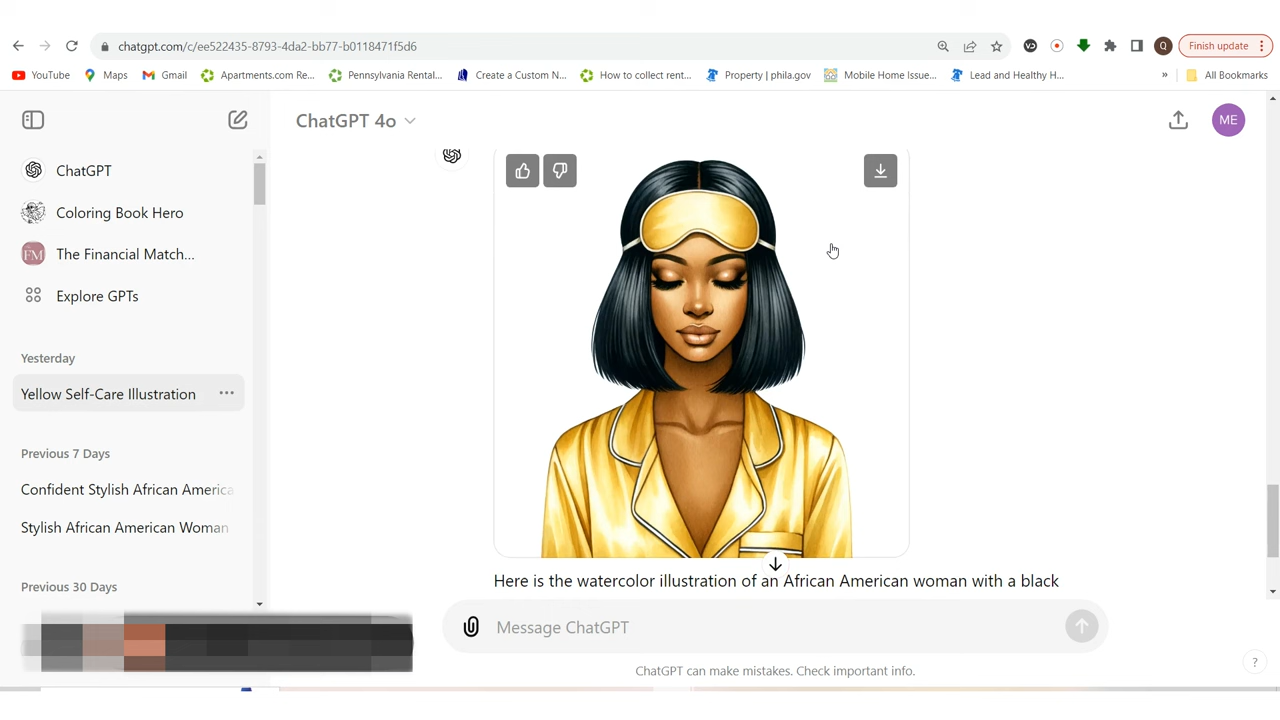 chatgpt.com/c/ee522435-8793-4da2-bb77-b0118471f5d6
Q
Finish update
YouTube
Maps
Gmail
Apartments.com Re...
Pennsylvania Rental...
Create a Custom N...
How to collect rent...
Property | phila.gov
Mobile Home Issue...
Lead and Healthy H...
»
All Bookmarks
ChatGPT 4o
ME
ChatGPT
Coloring Book Hero
FM
The Financial Match...
Explore GPTs
Yesterday
Yellow Self-Care Illustration
Previous 7 Days
Confident Stylish African America
Stylish African American Woman
Previous 30 Days
Here is the watercolor illustration of an African American woman with a black
Message ChatGPT
ChatGPT can make mistakes. Check important info.
?